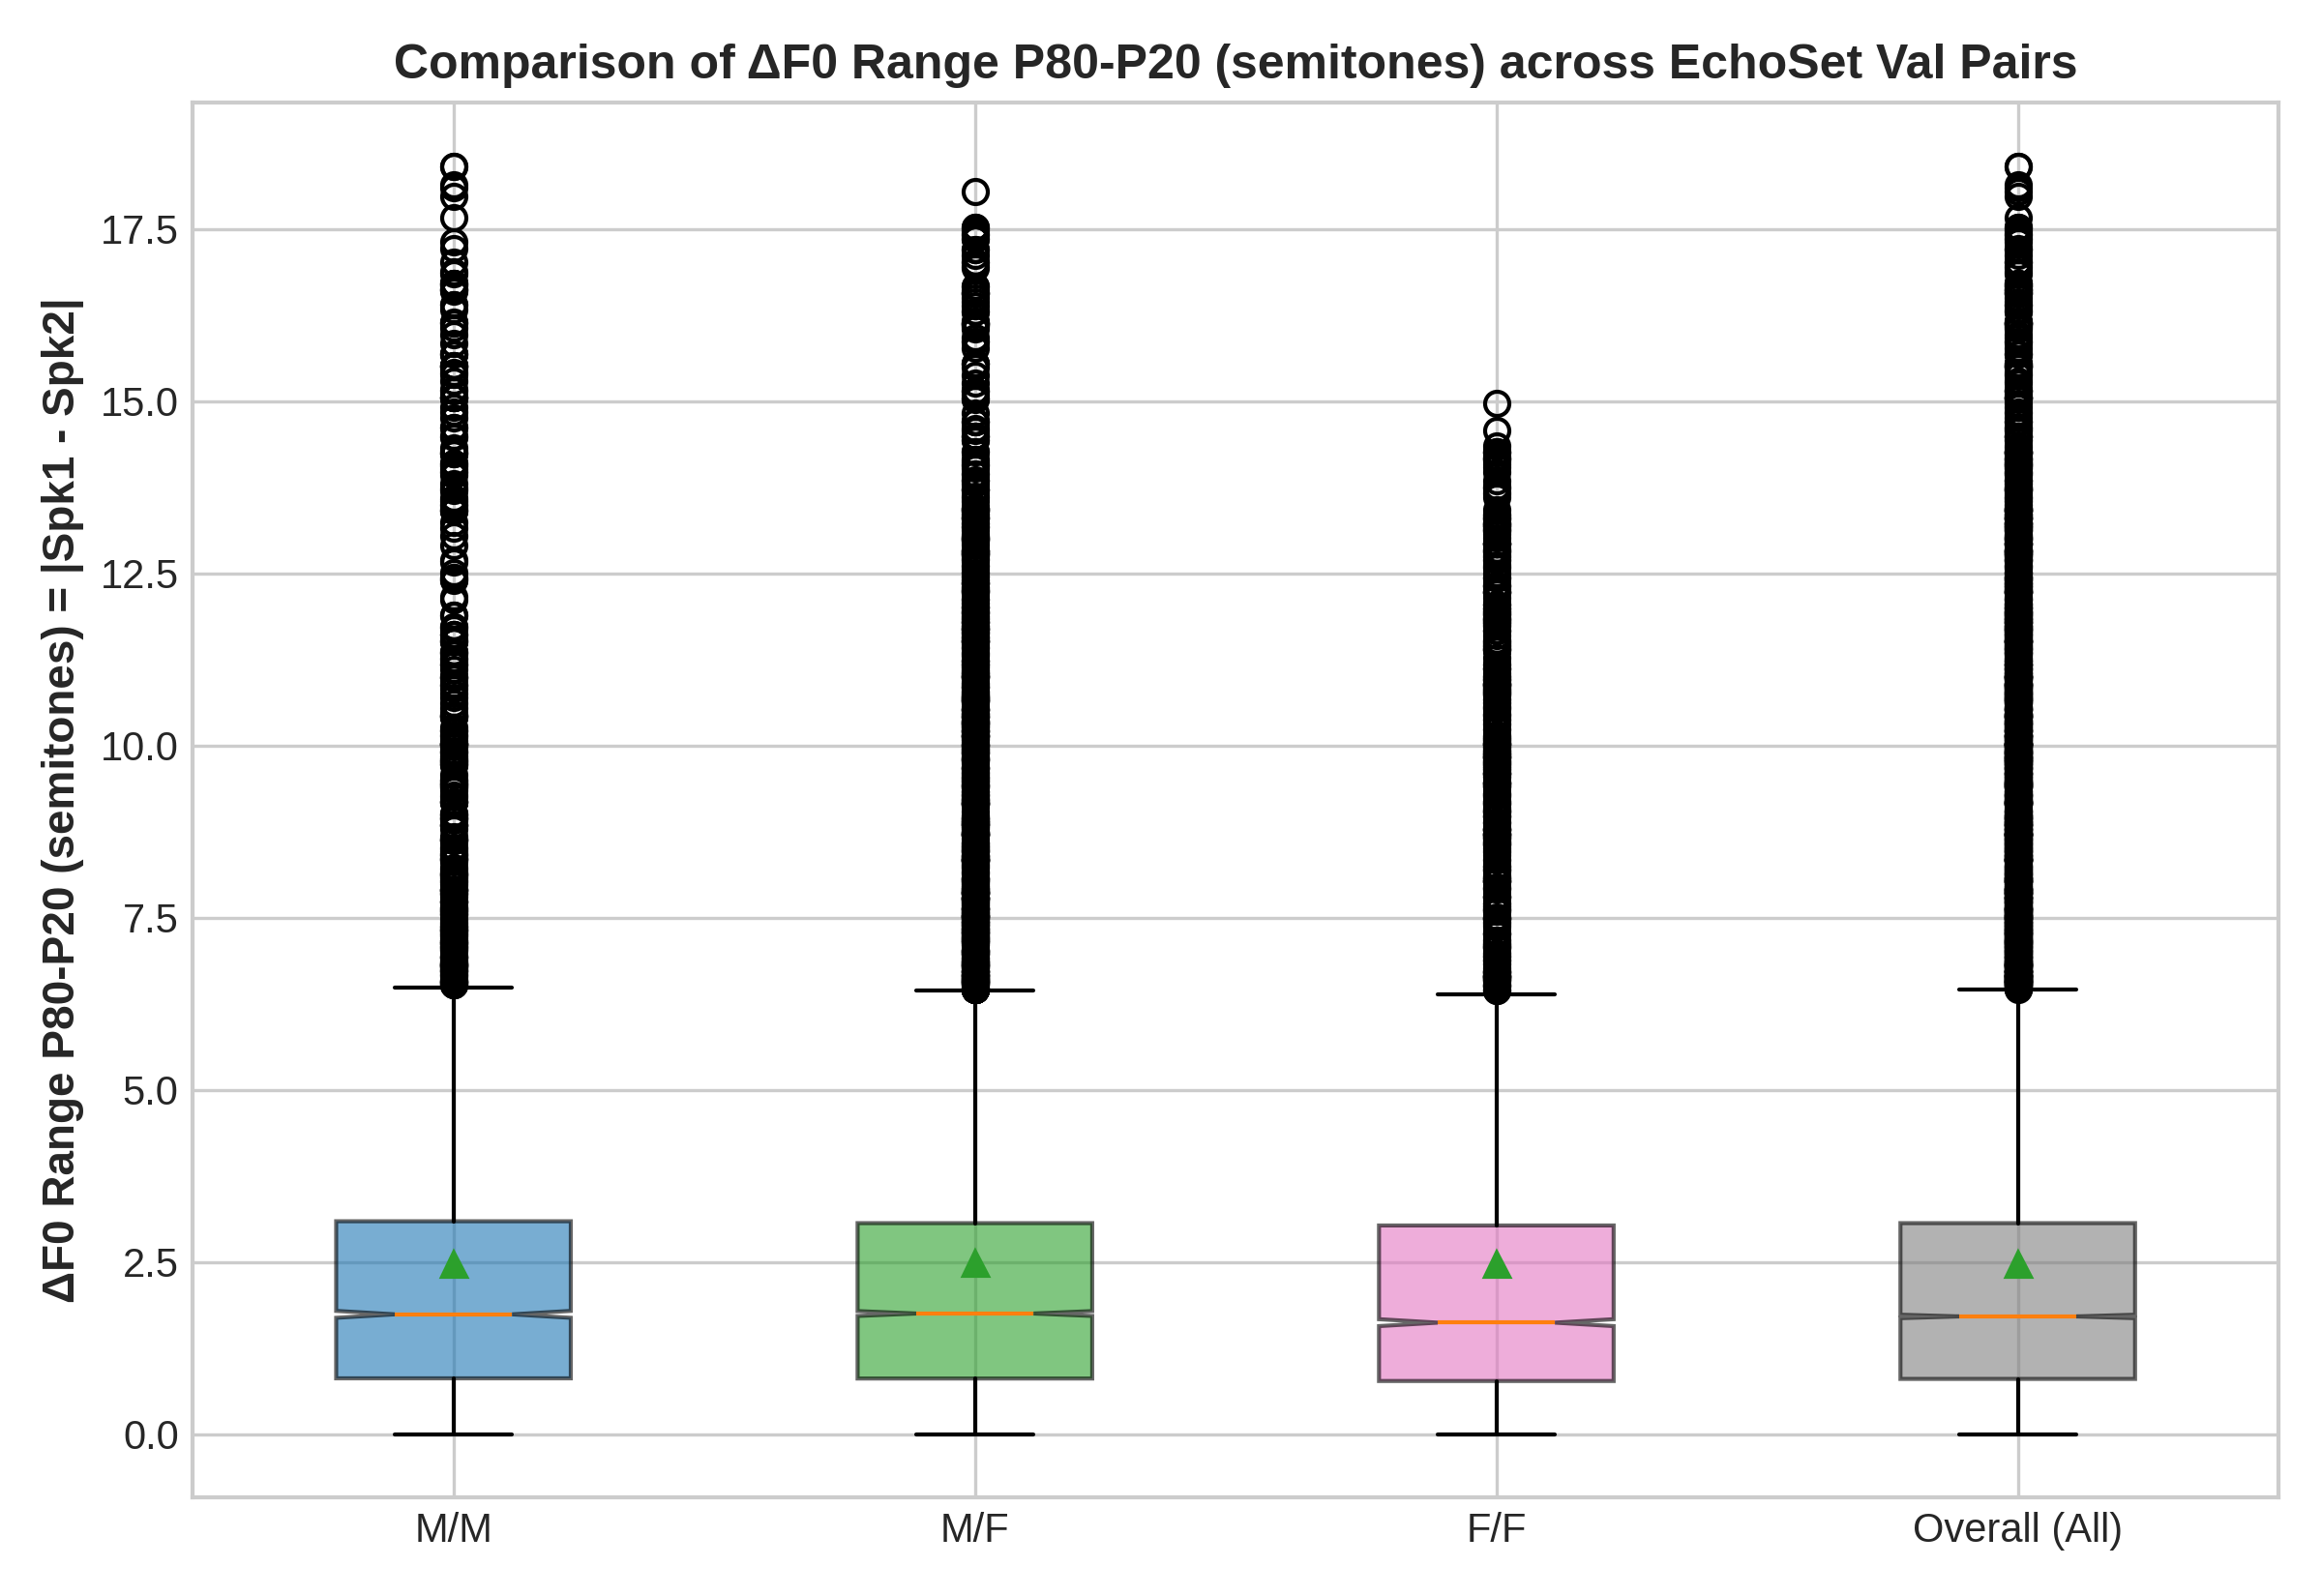 Comparison of ΔF0 Range P80-P20 (semitones) across EchoSet Val Pairs
ΔF0 Range P80-P20 (semitones) = |Spk1 - Spk2|
17.5
15.0
12.5
10.0
7.5
5.0
2.5
0.0
M/M
M/F
F/F
Overall (All)